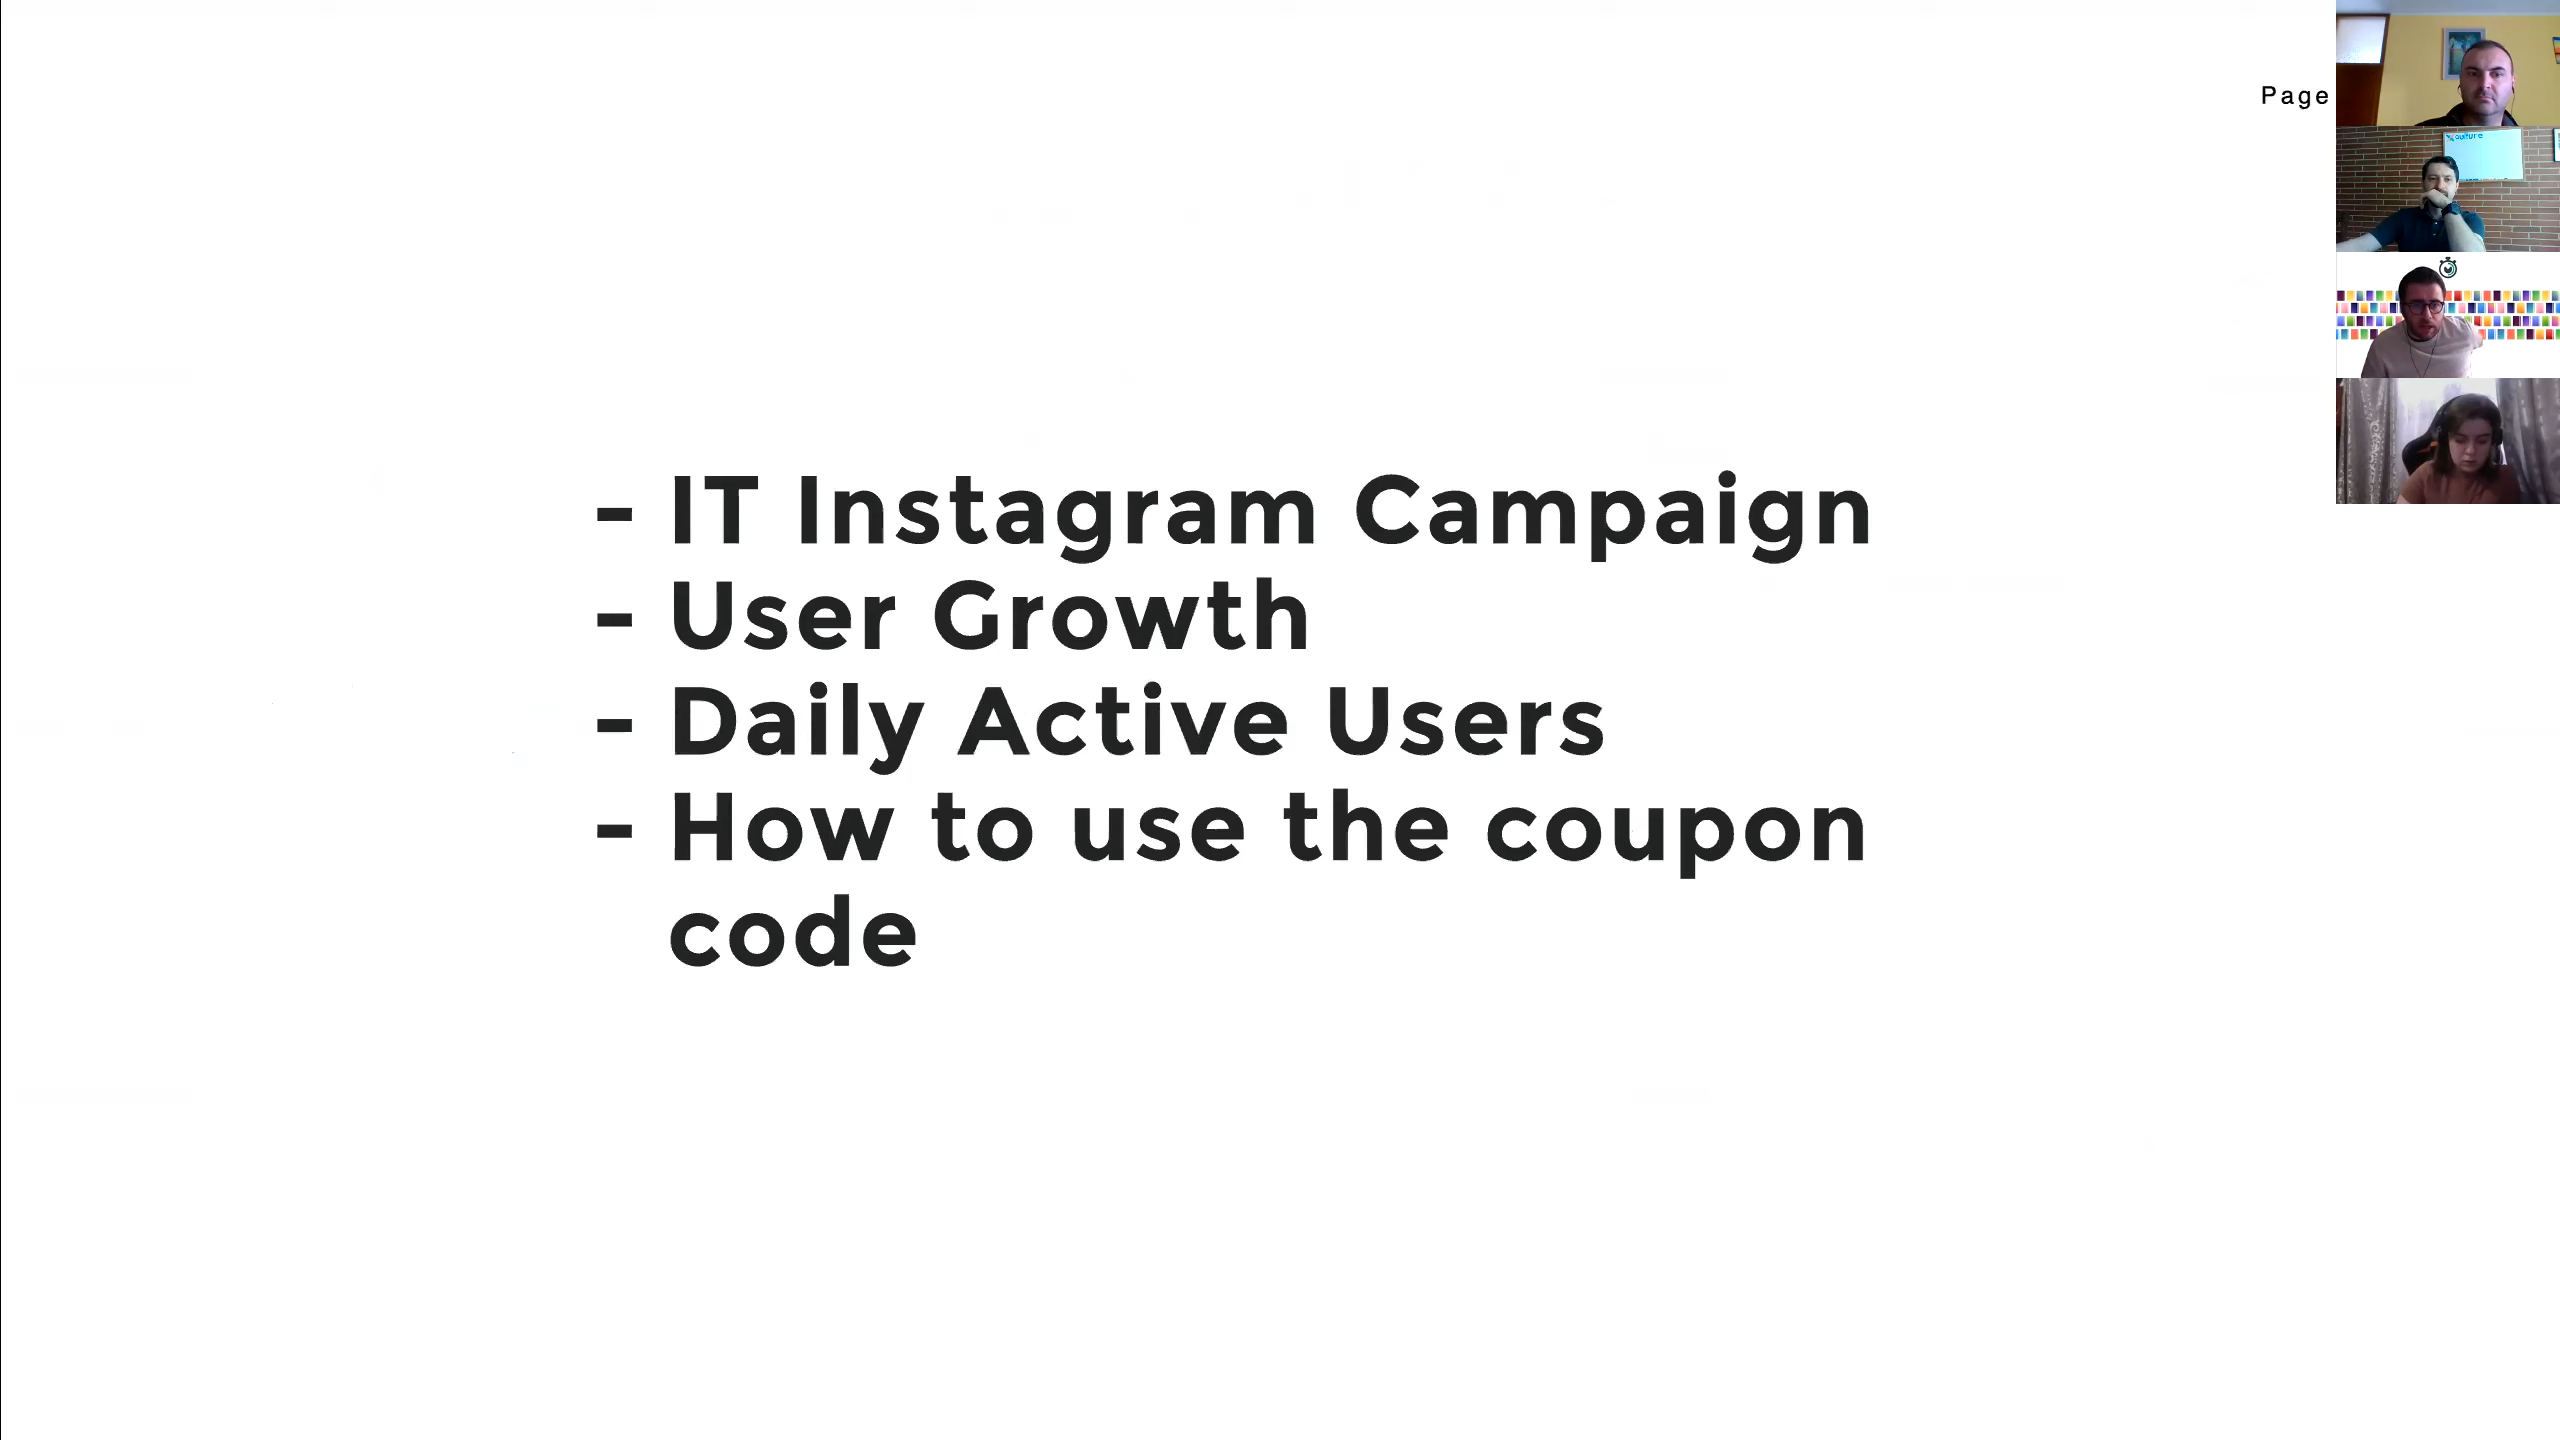 Page
- IT Instagram Campaign
- User Growth
- Daily Active Users
- How to use the coupon
code